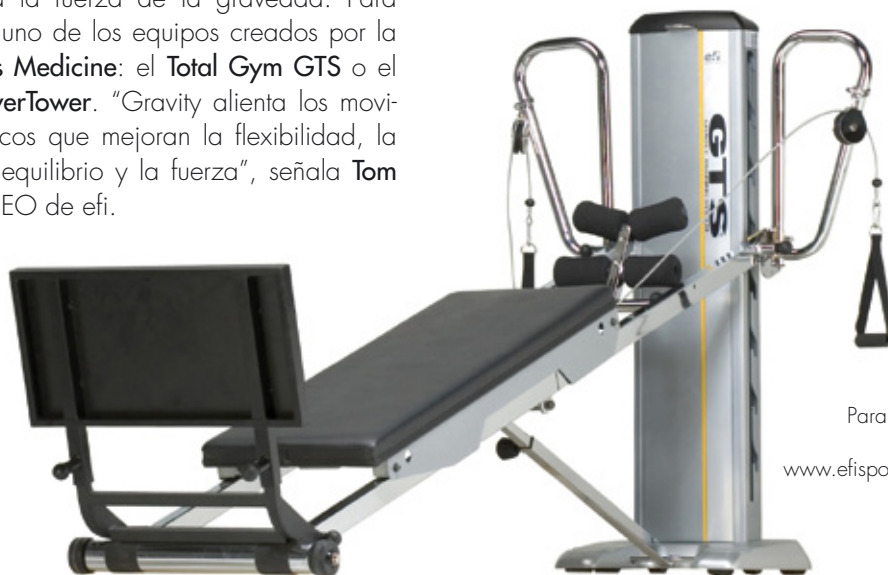 la fuerza de la gravedad. Para
uno de los equipos creados por la
Medicine: el Total Gym GTS o el
verTower. “Gravity alienta los movi-
cos que mejoran la flexibilidad, la
equilibrio y la fuerza”, señala Tom
EO de efi.
efi
GTS
Para
www.efispo